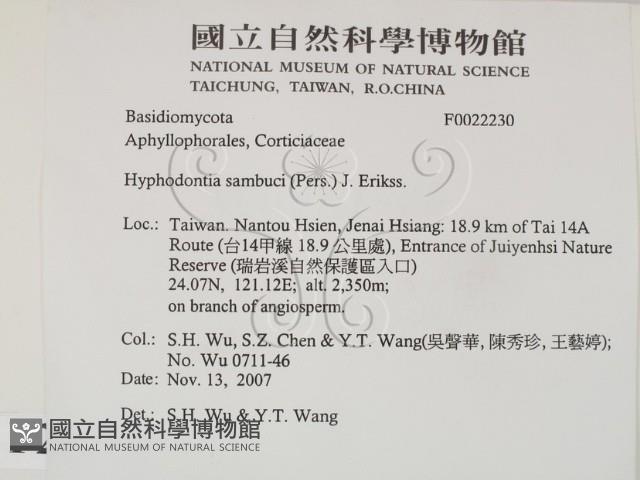 國立自然科學博物館
NATIONAL MUSEUM OF NATURAL SCIENCE
TAICHUNG, TAIWAN, R.O.CHINA
Basidiomycota F0022230
Aphyllophorales, Corticiaceae
Hyphodontia sambuci (Pers.) J. Erikss.
Loc.: Taiwan. Nantou Hsien, Jenai Hsiang: 18.9 km of Tai 14A
Route (台14甲線 18.9 公里處), Entrance of Juiyenhsi Nature
Reserve (瑞岩溪自然保護區入口)
24.07N, 121.12E; alt. 2,350m;
on branch of angiosperm.
Col.: S.H. Wu, S.Z. Chen & Y.T. Wang(吳聲華, 陳秀珍, 王藝婷);
No. Wu 0711-46
Date: Nov. 13, 2007
Det.: S.H. Wu & Y.T. Wang
國立自然科學博物館
NATIONAL MUSEUM OF NATURAL SCIENCE